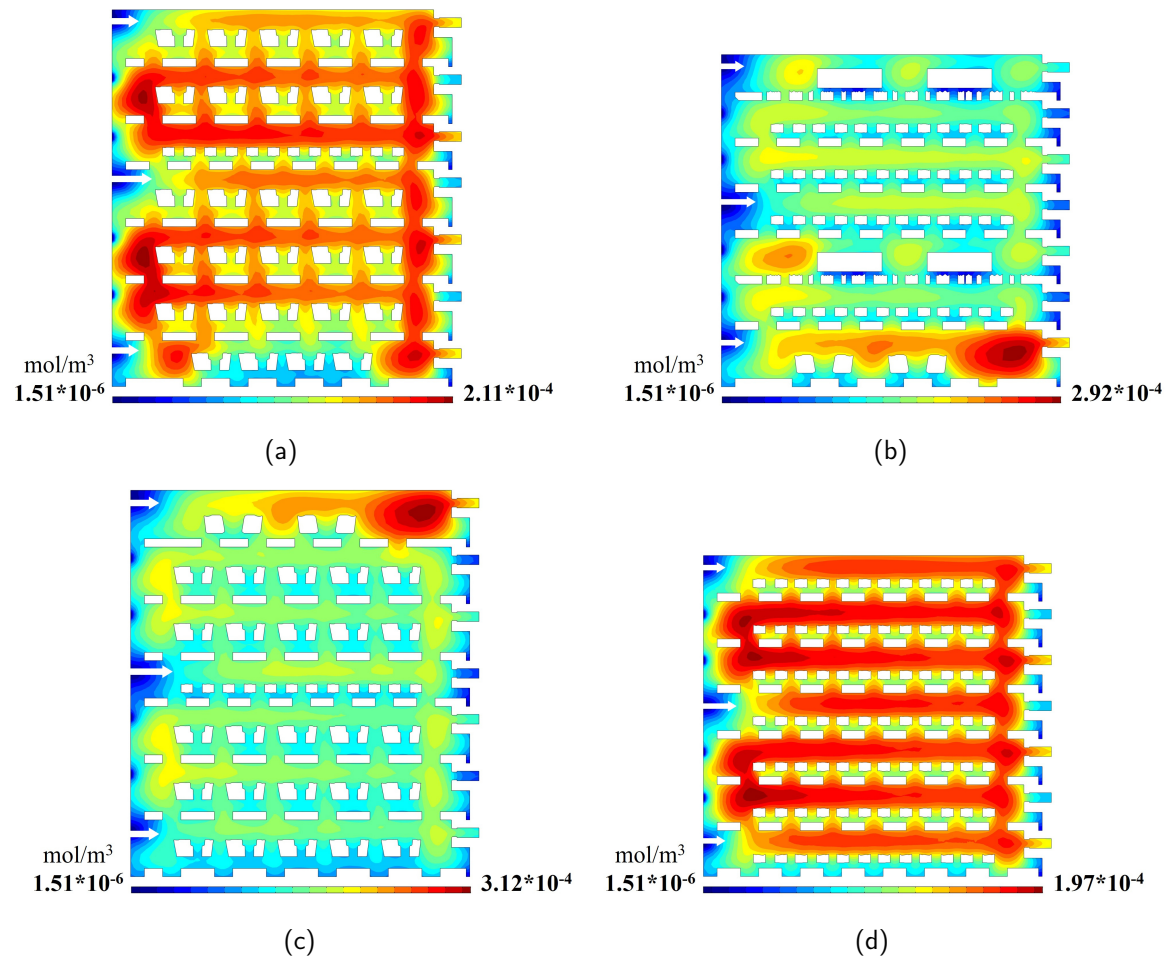 mol/m³
1.51*10⁻⁶ 2.11*10⁻⁴
(a)
mol/m³
1.51*10⁻⁶ 2.92*10⁻⁴
(b)
mol/m³
1.51*10⁻⁶ 3.12*10⁻⁴
(c)
mol/m³
1.51*10⁻⁶ 1.97*10⁻⁴
(d)